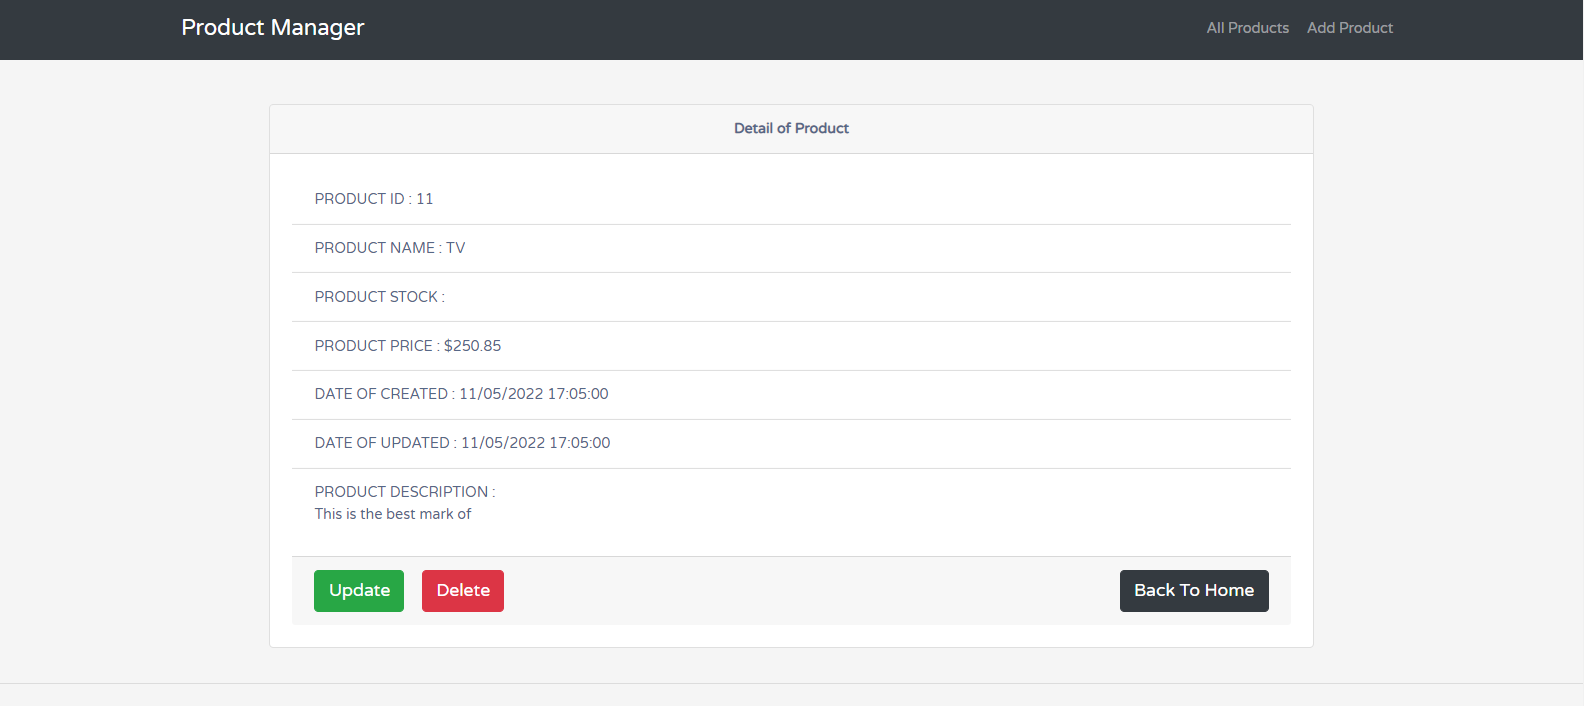 Product Manager
All Products Add Product
Detail of Product
PRODUCT ID : 11
PRODUCT NAME : TV
PRODUCT STOCK :
PRODUCT PRICE : $250.85
DATE OF CREATED : 11/05/2022 17:05:00
DATE OF UPDATED : 11/05/2022 17:05:00
PRODUCT DESCRIPTION :
This is the best mark of
Update Delete Back To Home